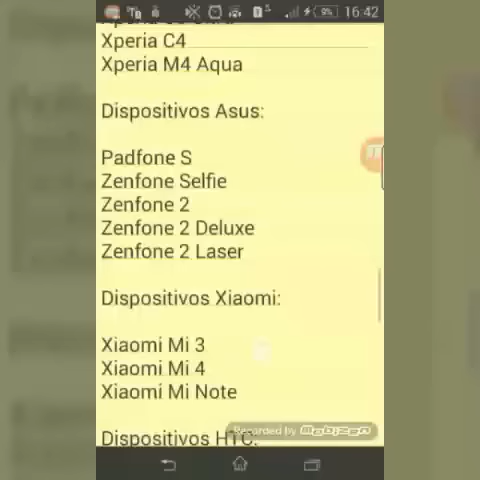 9% 16:42
Xperia C4
Xperia M4 Aqua
Dispositivos Asus:
Padfone S
Zenfone Selfie
Zenfone 2
Zenfone 2 Deluxe
Zenfone 2 Laser
Dispositivos Xiaomi:
Xiaomi Mi 3
Xiaomi Mi 4
Xiaomi Mi Note
Dispositivos HTC:
Recorded by Mobizen